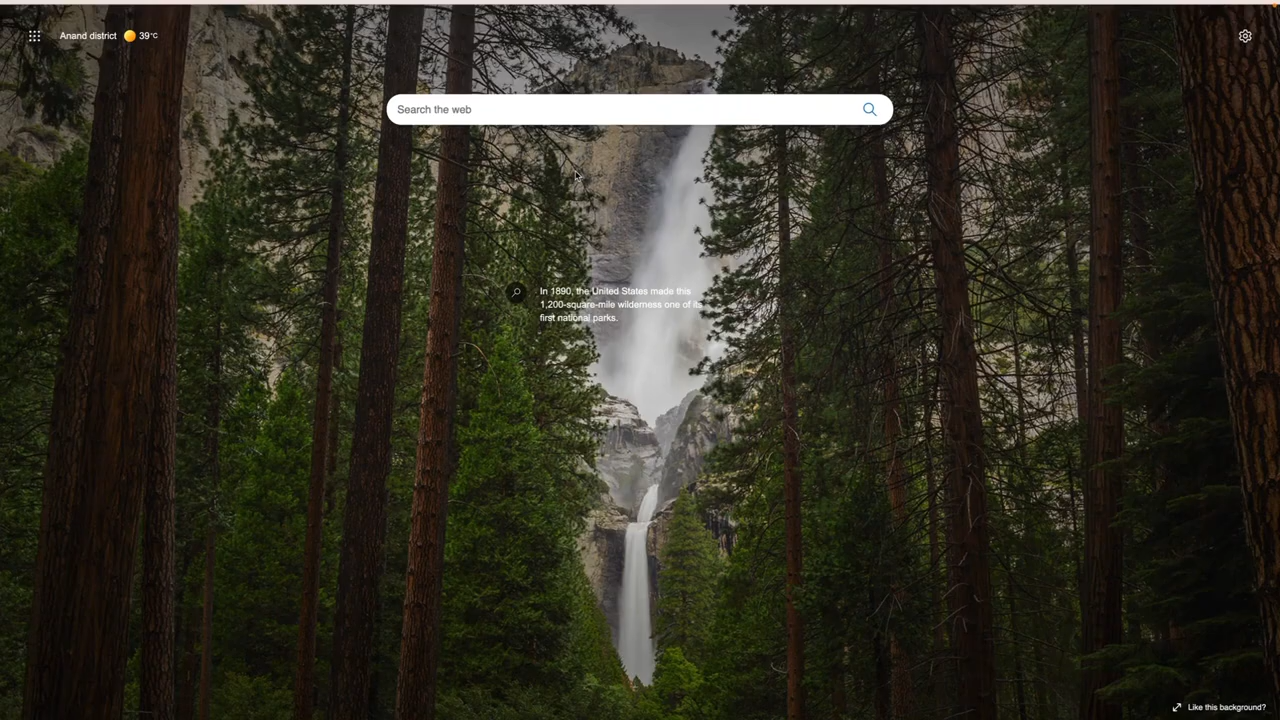 Anand district 39°C
Search the web
In 1890, the United States made this
1,200-square-mile wilderness one of its
first national parks.
Like this background?